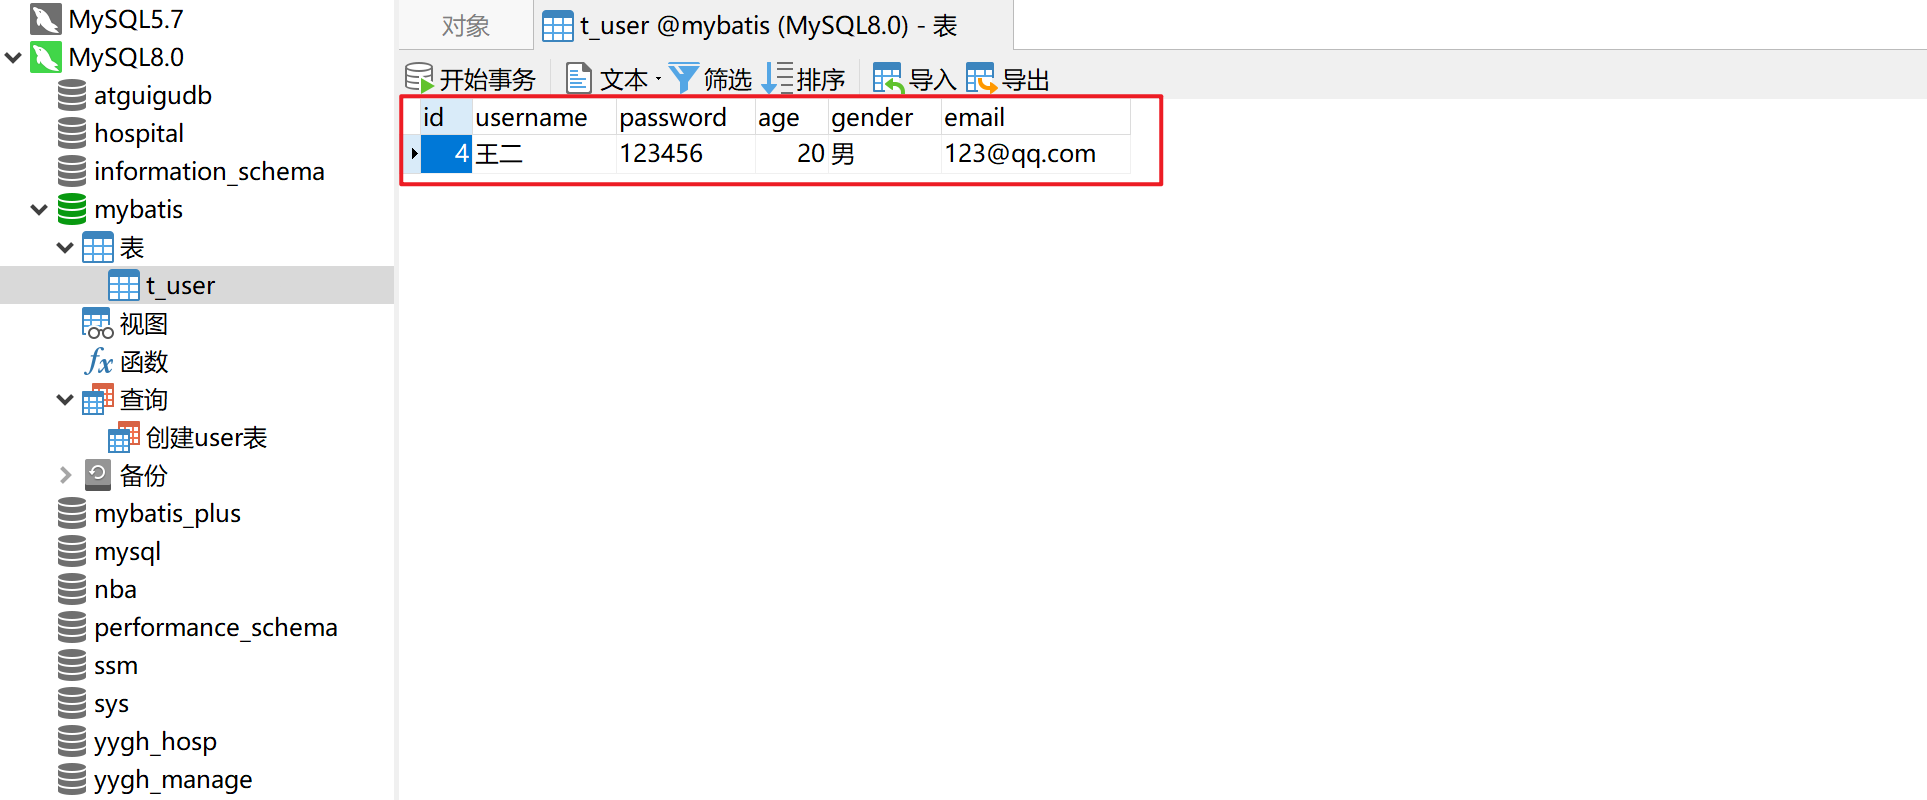 MySQL5.7
MySQL8.0
atguigudb
hospital
information_schema
mybatis
表
t_user
视图
fx 函数
查询
创建user表
备份
mybatis_plus
mysql
nba
performance_schema
ssm
sys
yygh_hosp
yygh_manage
对象 t_user @mybatis (MySQL8.0) - 表
开始事务 文本 · 筛选 排序 导入 导出
id username password age gender email
4 王二 123456 20 男 123@qq.com